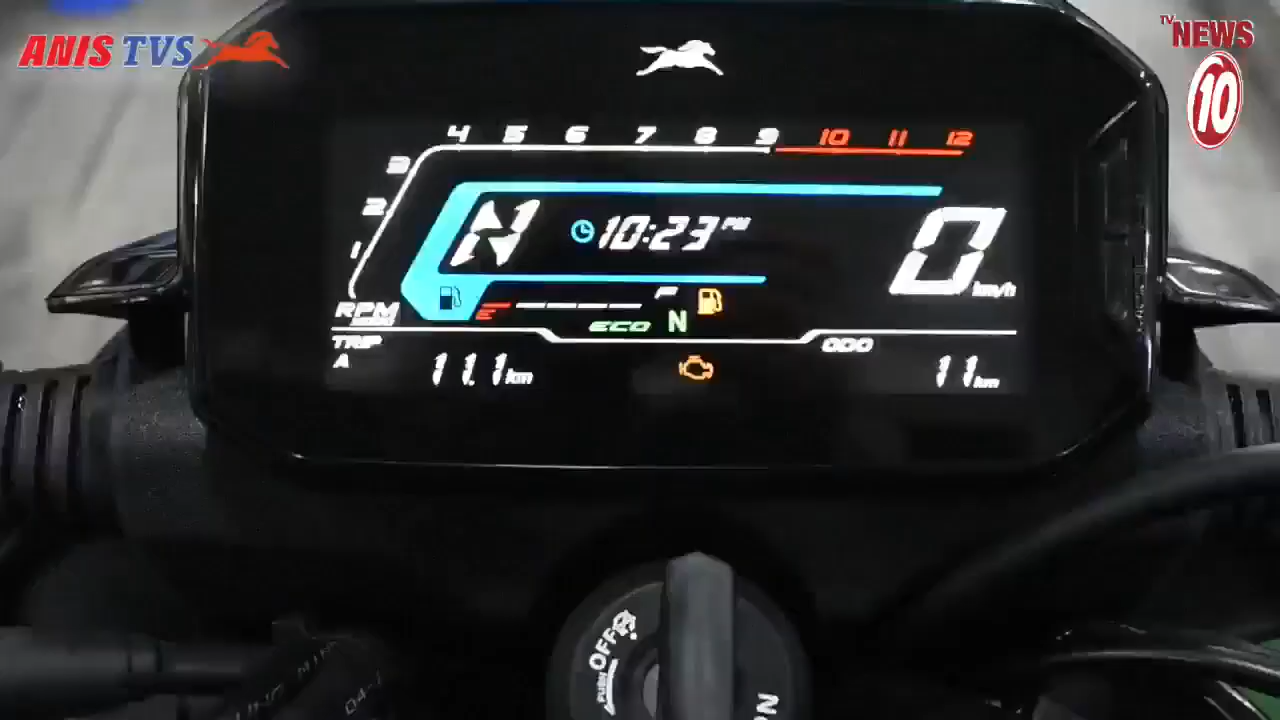 ANIS TVS
TV NEWS
10
4 5 6 7 8 9 10 11 12
3
2
1
N 10:23 PM 0
km/h
RPM
E F
ECO N
TRIP ODO
A 11.1 km 11 km
OFF
PUSH